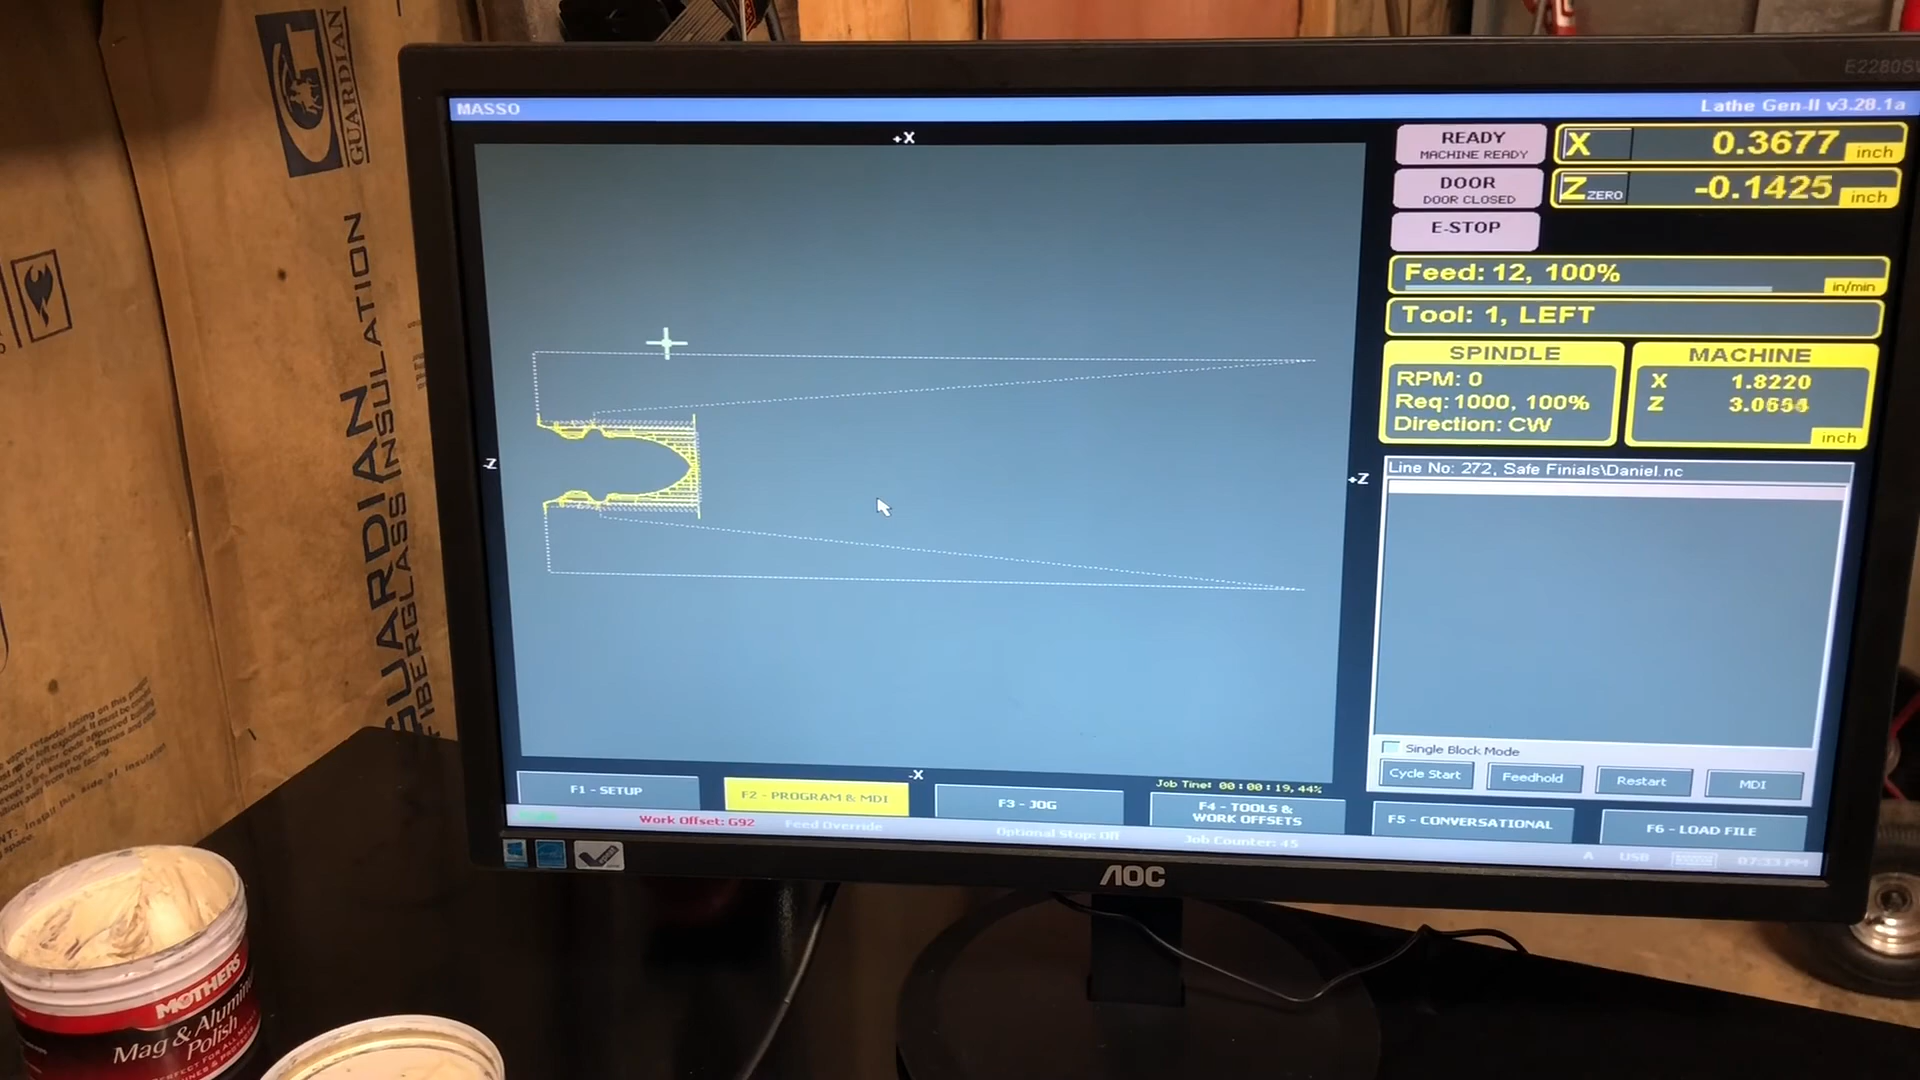 GUARDIAN
GUARDIAN
FIBERGLASS INSULATION
E2280SW
MASSO
Lathe Gen-II v3.28.1a
+X
READY
MACHINE READY
X 0.3677 inch
DOOR
DOOR CLOSED
Z ZERO -0.1425 inch
E-STOP
Feed: 12, 100%
in/min
Tool: 1, LEFT
SPINDLE
RPM: 0
Req: 1000, 100%
Direction: CW
MACHINE
X 1.8220
Z 3.0654
inch
-Z
+Z
Line No: 272, Safe Finials\Daniel.nc
Single Block Mode
Cycle Start
Feedhold
Restart
MDI
-X
Job Time: 00:00:19, 44%
F1 - SETUP
F2 - PROGRAM & MDI
F3 - JOG
F4 - TOOLS &
WORK OFFSETS
F5 - CONVERSATIONAL
F6 - LOAD FILE
Work Offset: G92
Feed Override
Optional Stop: Off
Job Counter: 45
A
USB
07:33 PM
AOC
MOTHERS
Mag & Aluminum
Polish